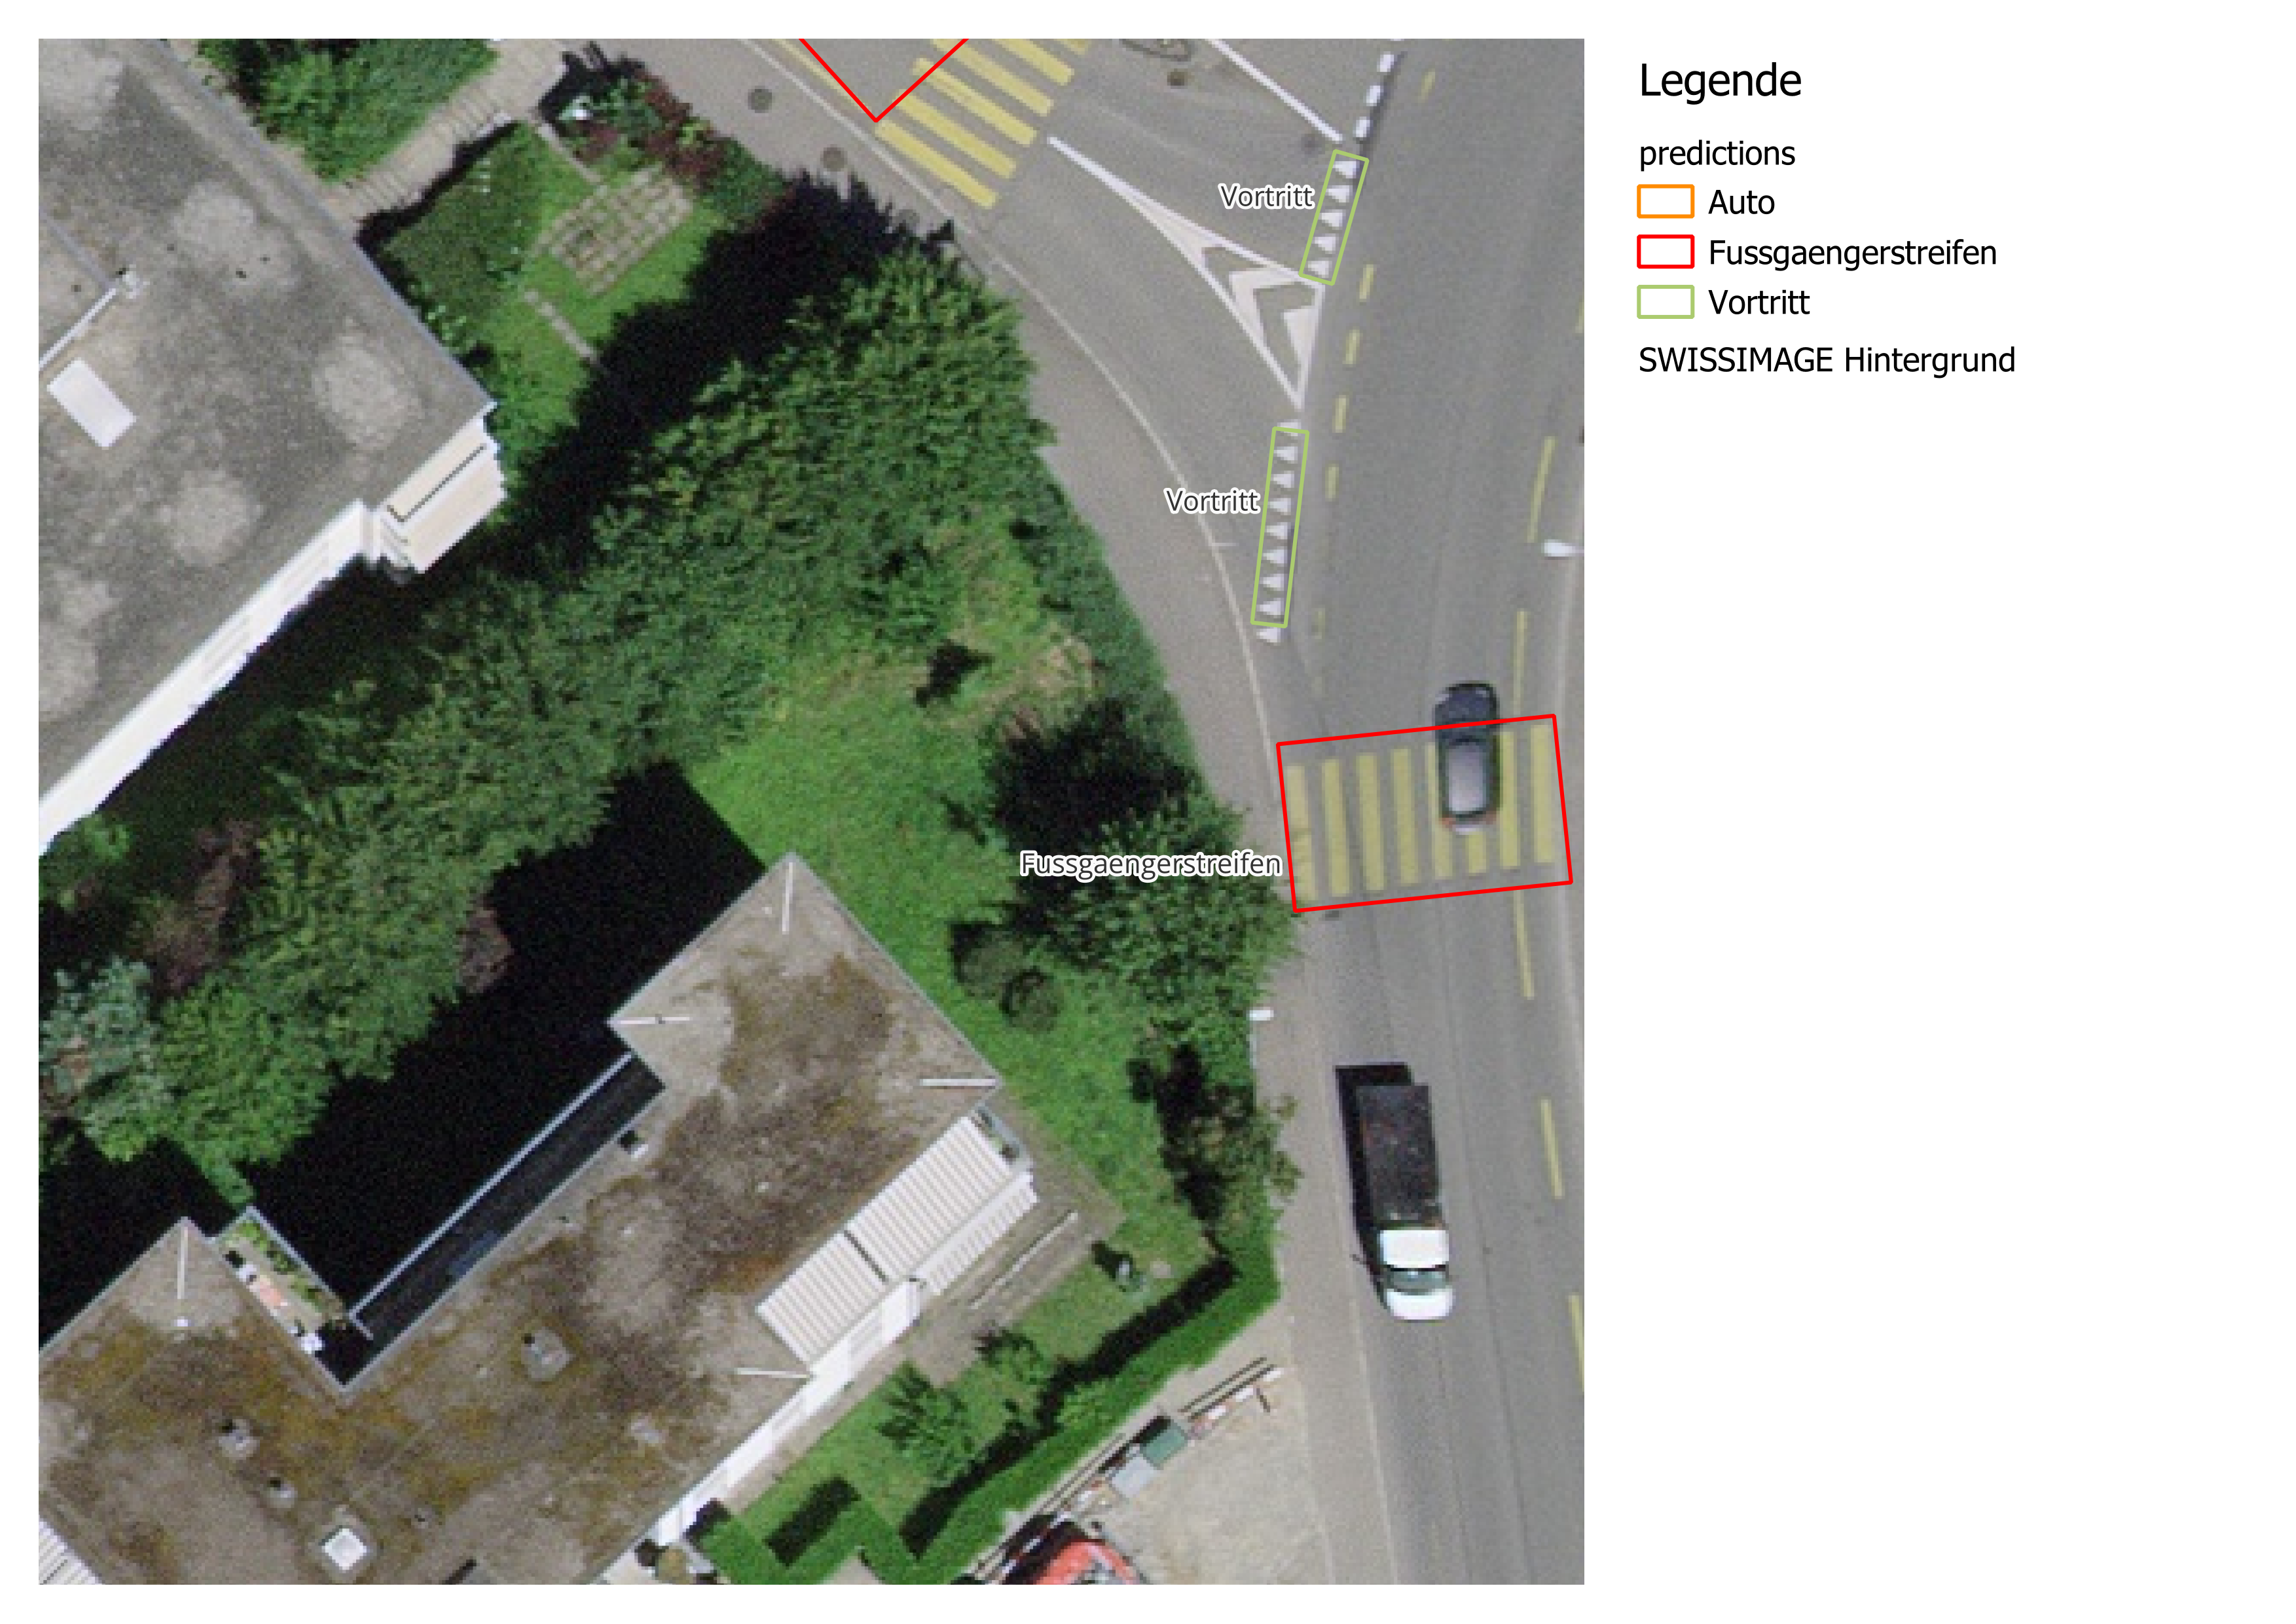 Legende
predictions
Auto
Fussgaengerstreifen
Vortritt
SWISSIMAGE Hintergrund
Vortritt
Vortritt
Fussgaengerstreifen